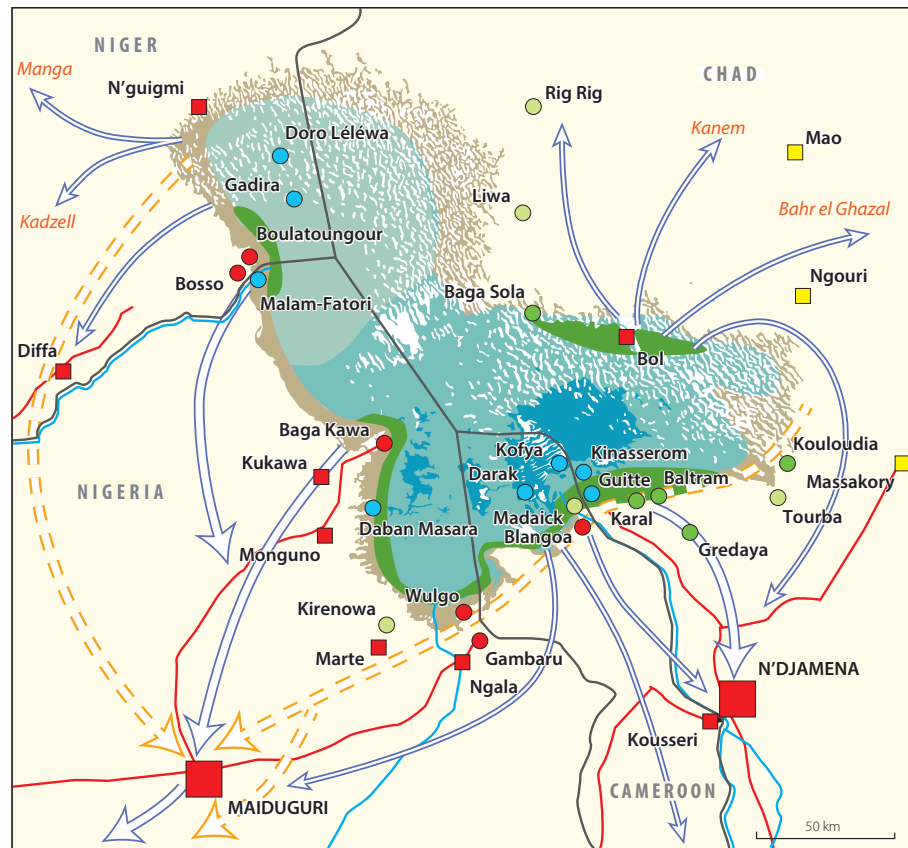 NIGER
Manga
N'guigmi
CHAD
Rig Rig
Kanem
Mao
Doro Léléwa
Gadira
Liwa
Kadzell
Bahr el Ghazal
Boulatoungour
Bosso
Malam-Fatori
Baga Sola
Ngouri
Diffa
Bol
Baga Kawa
Kukawa
Kofya
Kinasserom
Kouloudia
Darak
Guitte
Baltram
Massakory
NIGERIA
Daban Masara
Madaick
Karal
Tourba
Monguno
Blangoa
Gredaya
Wulgo
Kirenowa
Marte
Gambaru
Ngala
N'DJAMENA
Kousseri
MAIDUGURI
CAMEROON
50 km